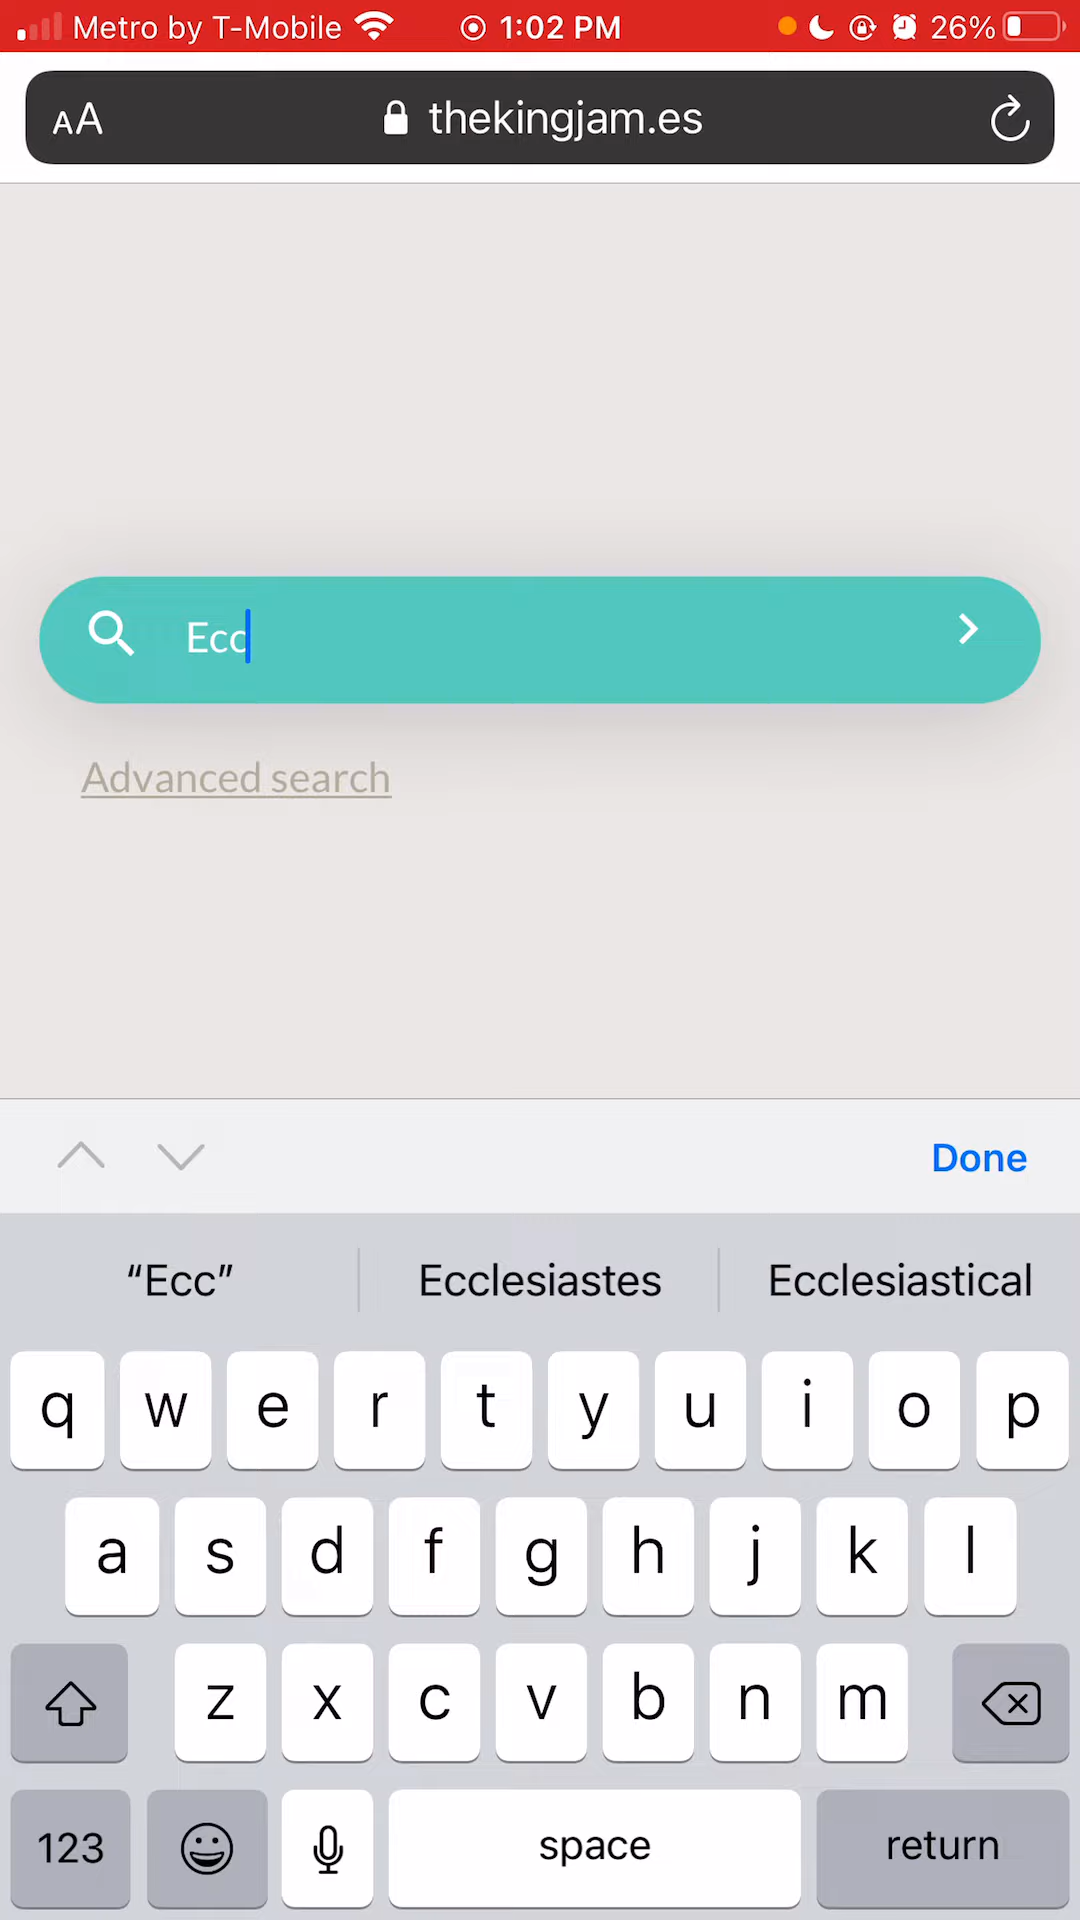 Metro by T-Mobile 1:02 PM 26%
AA thekingjam.es
Ecc
Advanced search
Done
“Ecc” Ecclesiastes Ecclesiastical
q w e r t y u i o p
a s d f g h j k l
z x c v b n m
123 space return